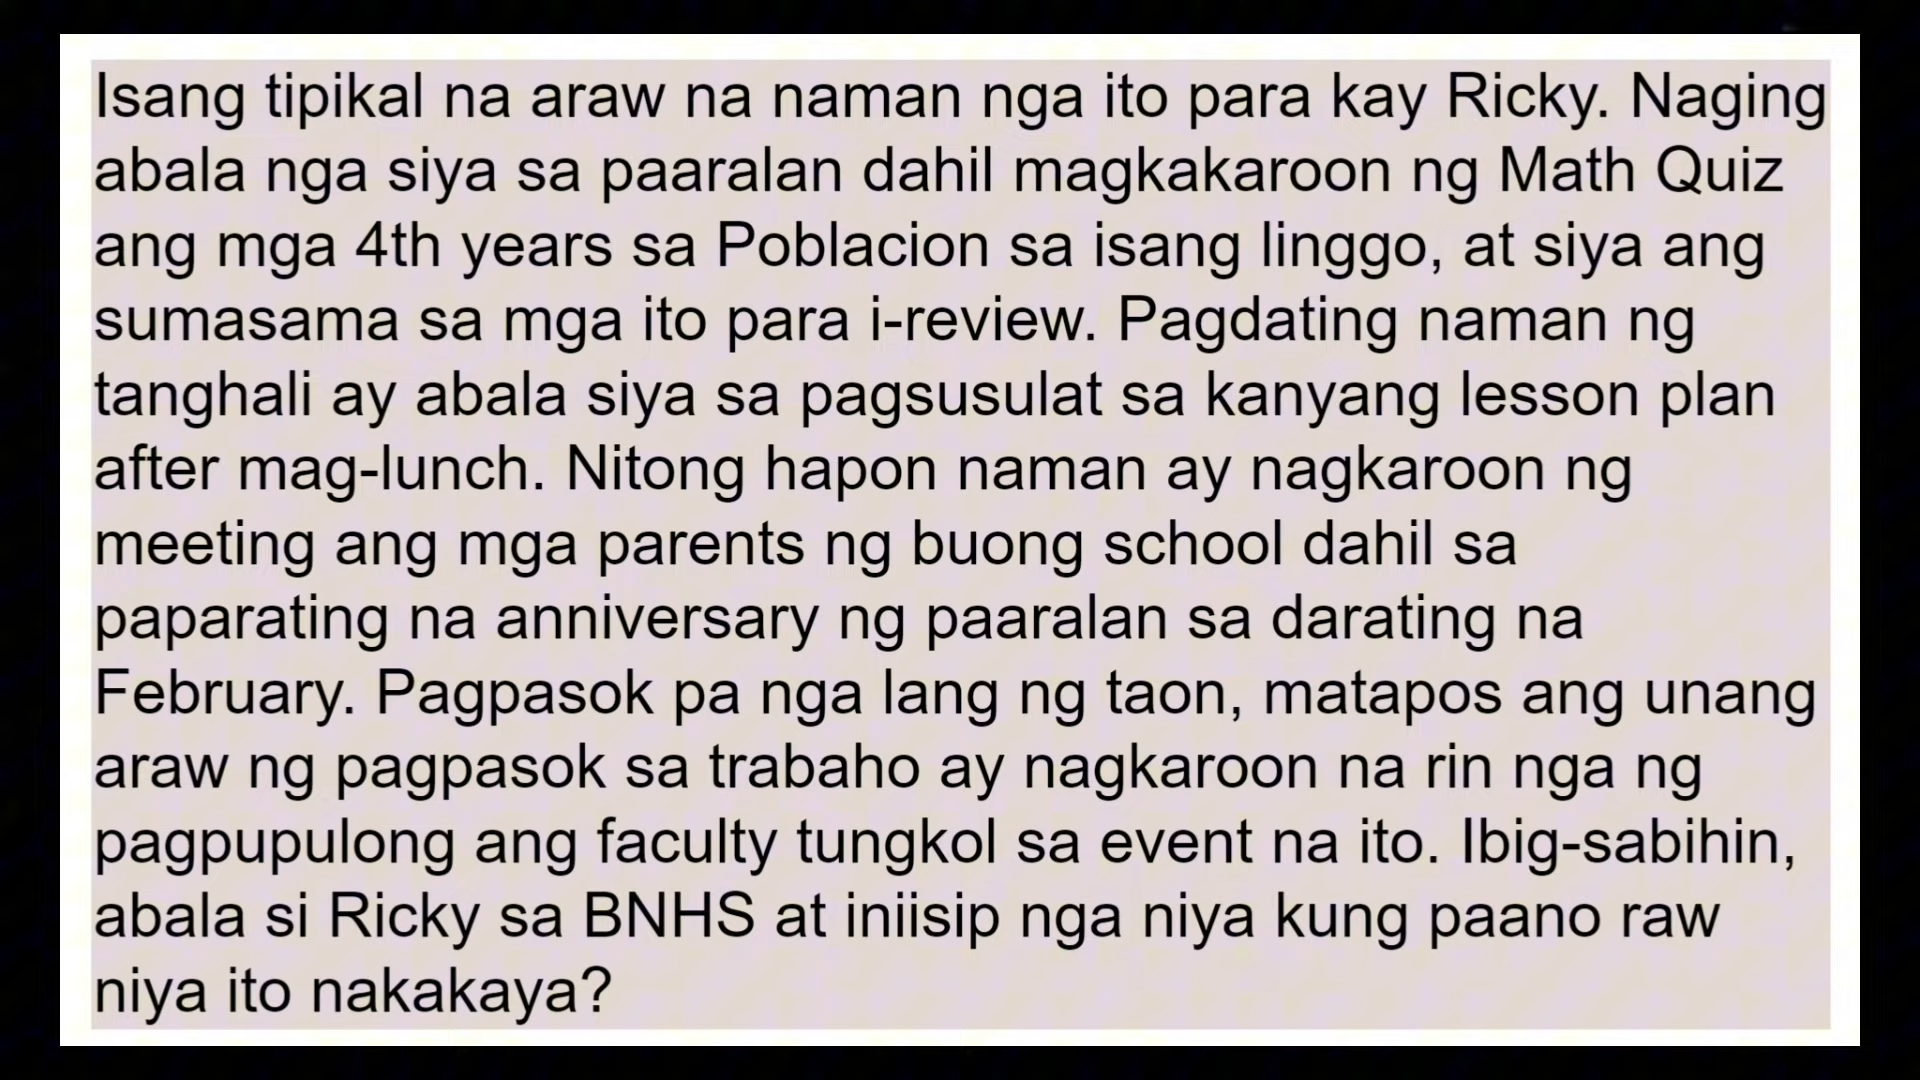 Isang tipikal na araw na naman nga ito para kay Ricky. Naging
abala nga siya sa paaralan dahil magkakaroon ng Math Quiz
ang mga 4th years sa Poblacion sa isang linggo, at siya ang
sumasama sa mga ito para i-review. Pagdating naman ng
tanghali ay abala siya sa pagsusulat sa kanyang lesson plan
after mag-lunch. Nitong hapon naman ay nagkaroon ng
meeting ang mga parents ng buong school dahil sa
paparating na anniversary ng paaralan sa darating na
February. Pagpasok pa nga lang ng taon, matapos ang unang
araw ng pagpasok sa trabaho ay nagkaroon na rin nga ng
pagpupulong ang faculty tungkol sa event na ito. Ibig-sabihin,
abala si Ricky sa BNHS at iniisip nga niya kung paano raw
niya ito nakakaya?